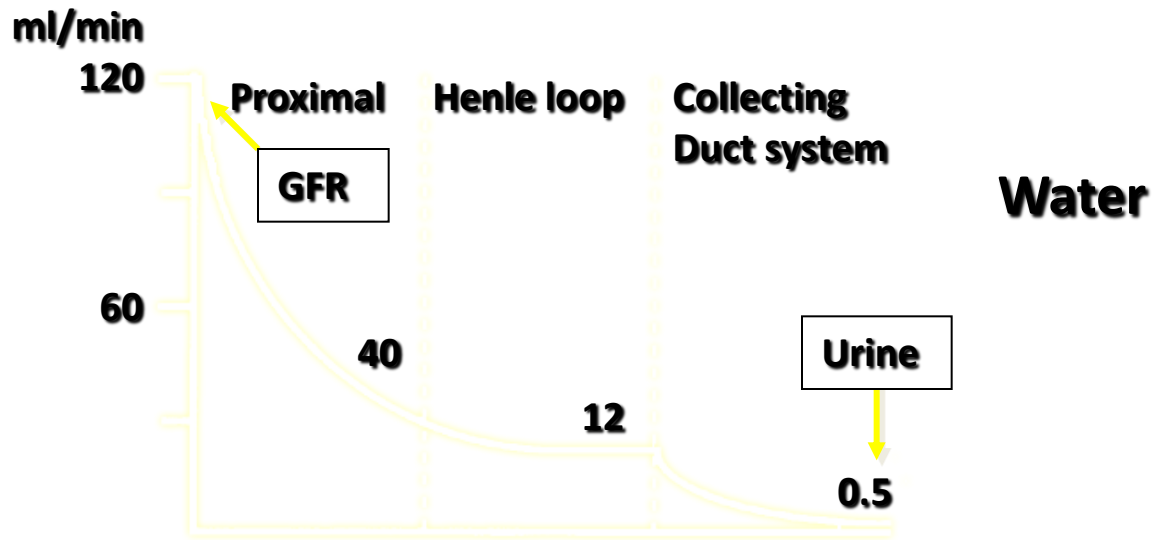 ml/min
120
Proximal
Henle loop
Collecting
Duct system
GFR
Water
60
40
Urine
12
0.5